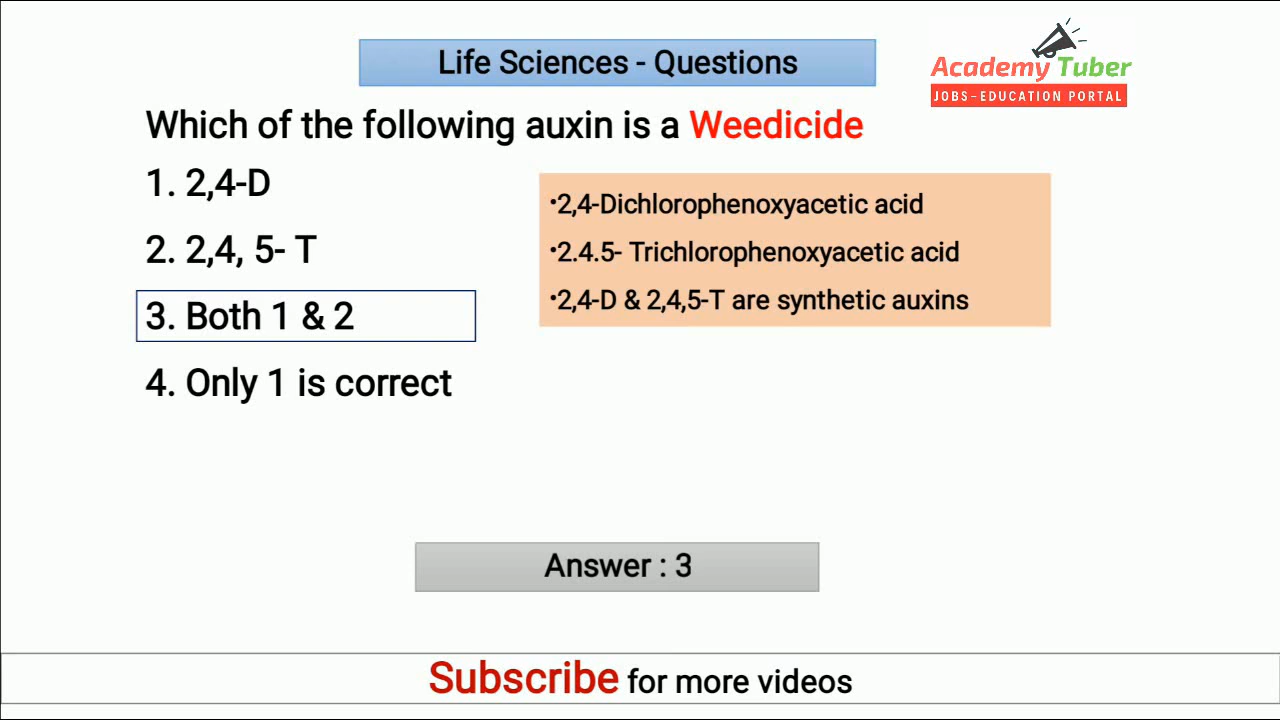 Life Sciences - Questions
Academy Tuber
JOBS-EDUCATION PORTAL
Which of the following auxin is a Weedicide
1. 2,4-D
2. 2,4, 5- T
3. Both 1 & 2
4. Only 1 is correct
•2,4-Dichlorophenoxyacetic acid
•2.4.5- Trichlorophenoxyacetic acid
•2,4-D & 2,4,5-T are synthetic auxins
Answer : 3
Subscribe for more videos